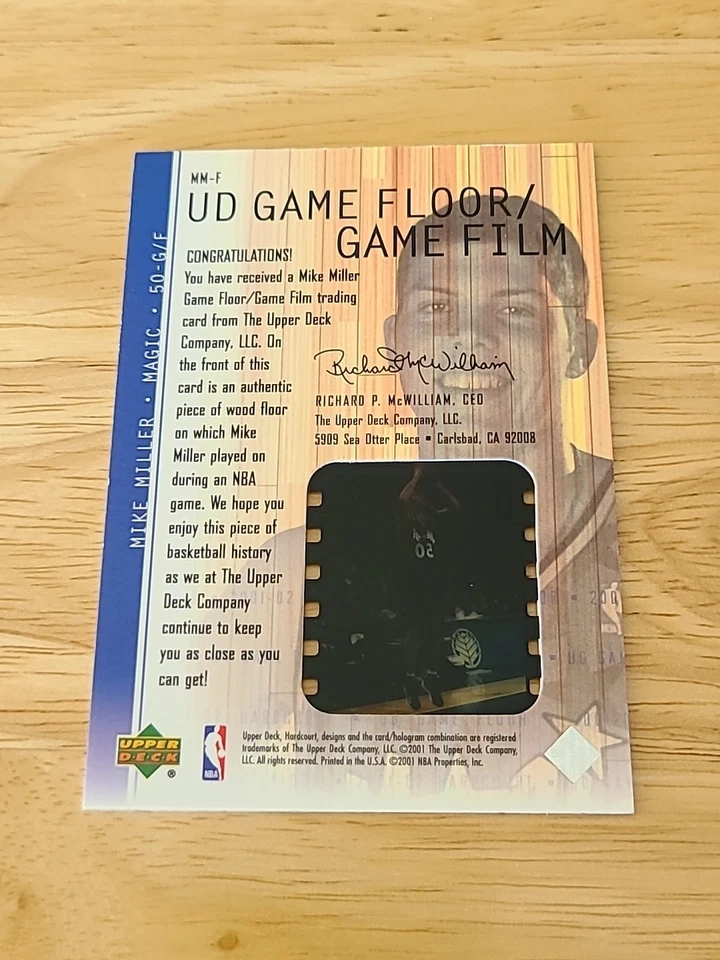 MM-F
UD GAME FLOOR/
GAME FILM
MIKE MILLER • MAGIC • 50-G/F
CONGRATULATIONS!
You have received a Mike Miller
Game Floor/Game Film trading
card from The Upper Deck
Company, LLC. On
the front of this
card is an authentic
piece of wood floor
on which Mike
Miller played on
during an NBA
game. We hope you
enjoy this piece of
basketball history
as we at The Upper
Deck Company
continue to keep
you as close as you
can get!
Richard McWilliam
RICHARD P. McWILLIAM, CEO
The Upper Deck Company, LLC.
5909 Sea Otter Place • Carlsbad, CA 92008
50
UPPER
DECK
®
NBA
Upper Deck, Hardcourt, designs and the card/hologram combination are registered
trademarks of The Upper Deck Company, LLC. ©2001 The Upper Deck Company,
LLC. All rights reserved. Printed in the U.S.A. ©2001 NBA Properties, Inc.